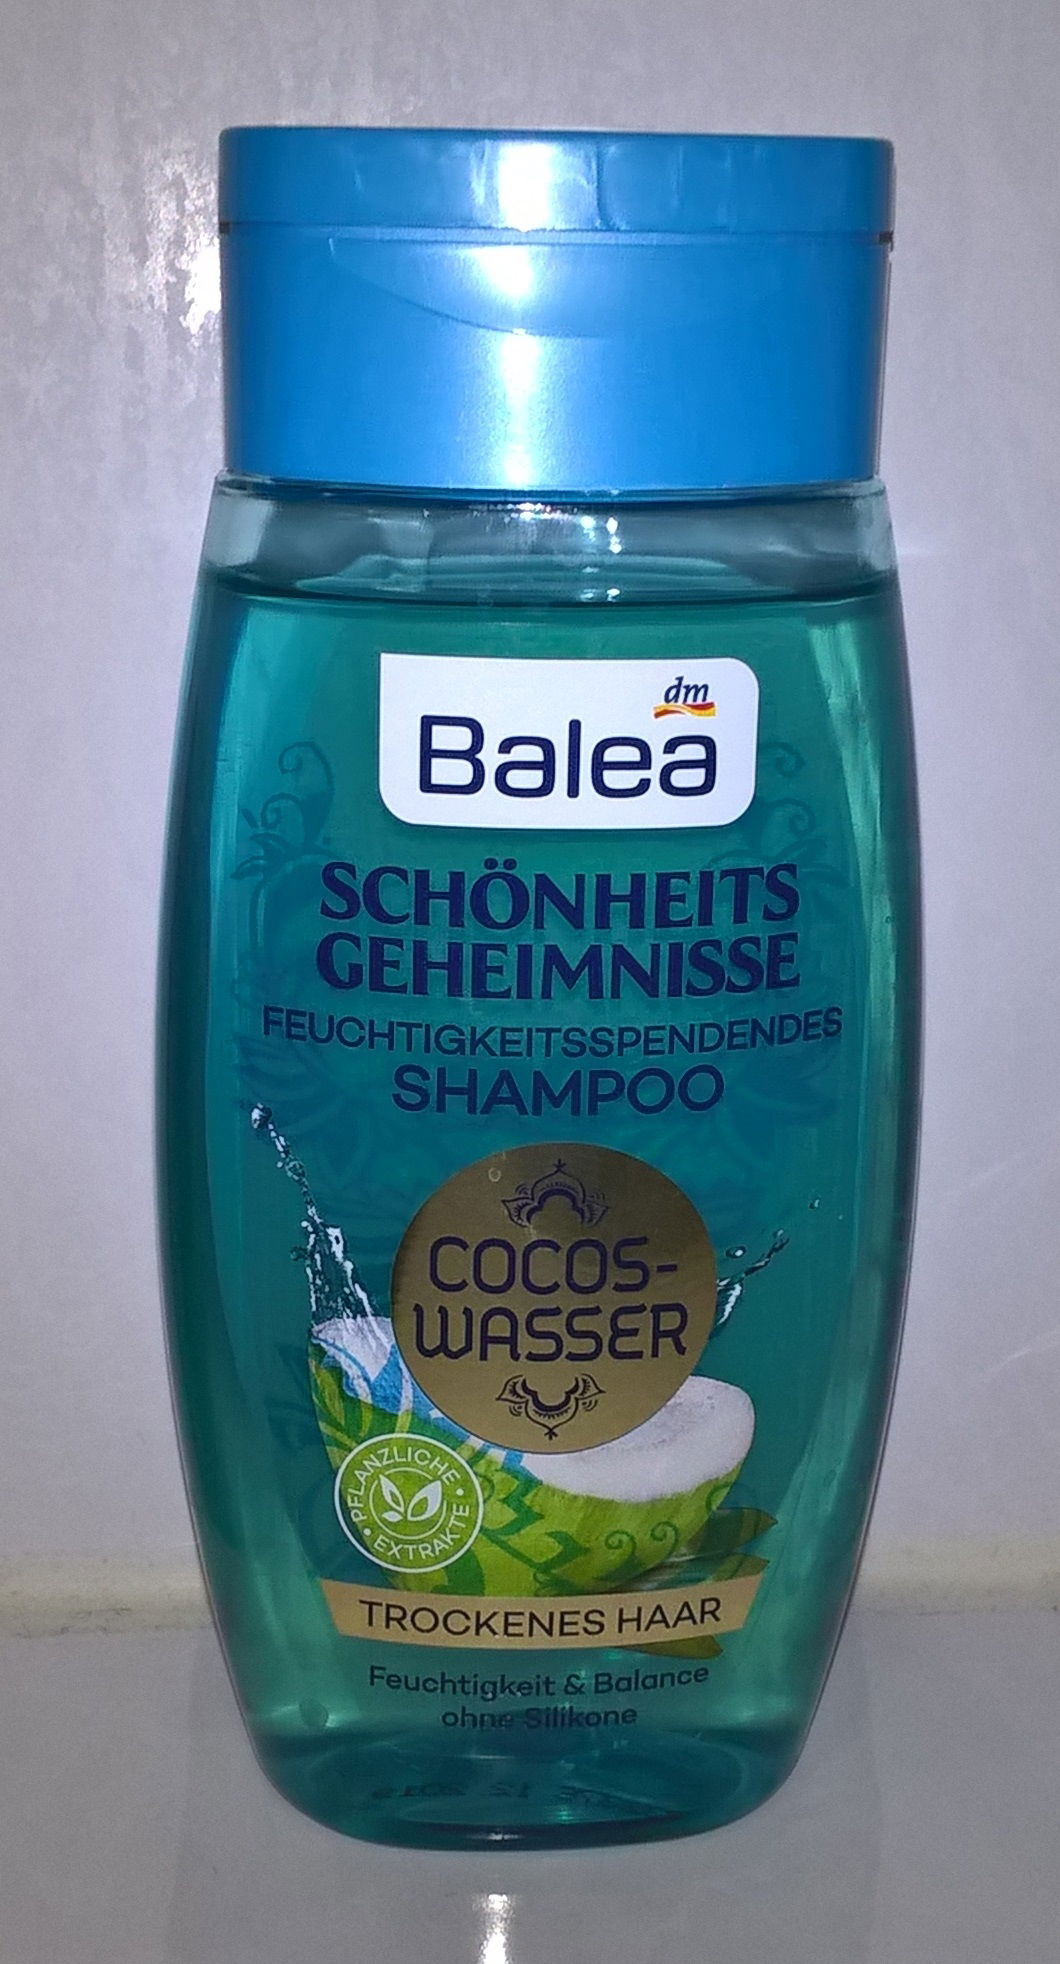 dm
Balea
SCHÖNHEITS
GEHEIMNISSE
FEUCHTIGKEITSSPENDENDES
SHAMPOO
COCOS-
WASSER
• PFLANZLICHE •
EXTRAKTE
TROCKENES HAAR
Feuchtigkeit & Balance
ohne Silikone